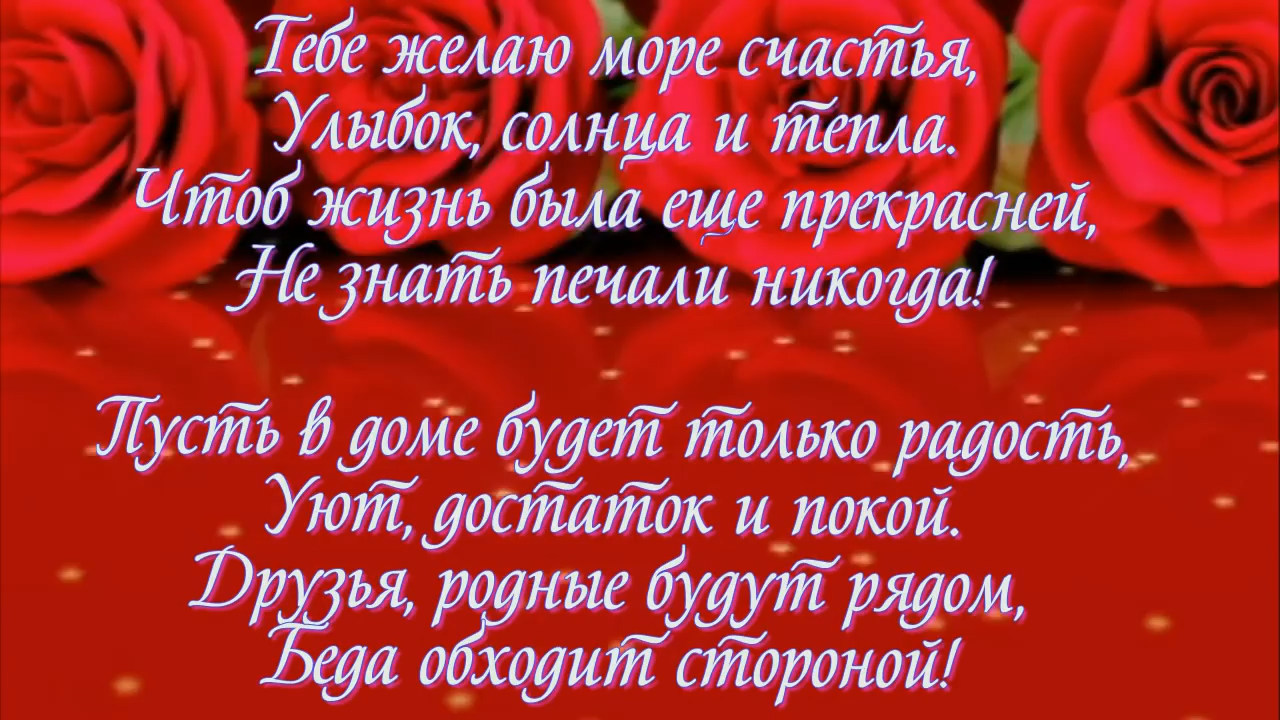 Тебе желаю море счастья,
Улыбок, солнца и тепла.
Чтоб жизнь была еще прекрасней,
Не знать печали никогда!
Пусть в доме будет только радость,
Уют, достаток и покой.
Друзья, родные будут рядом,
Беда обходит стороной!